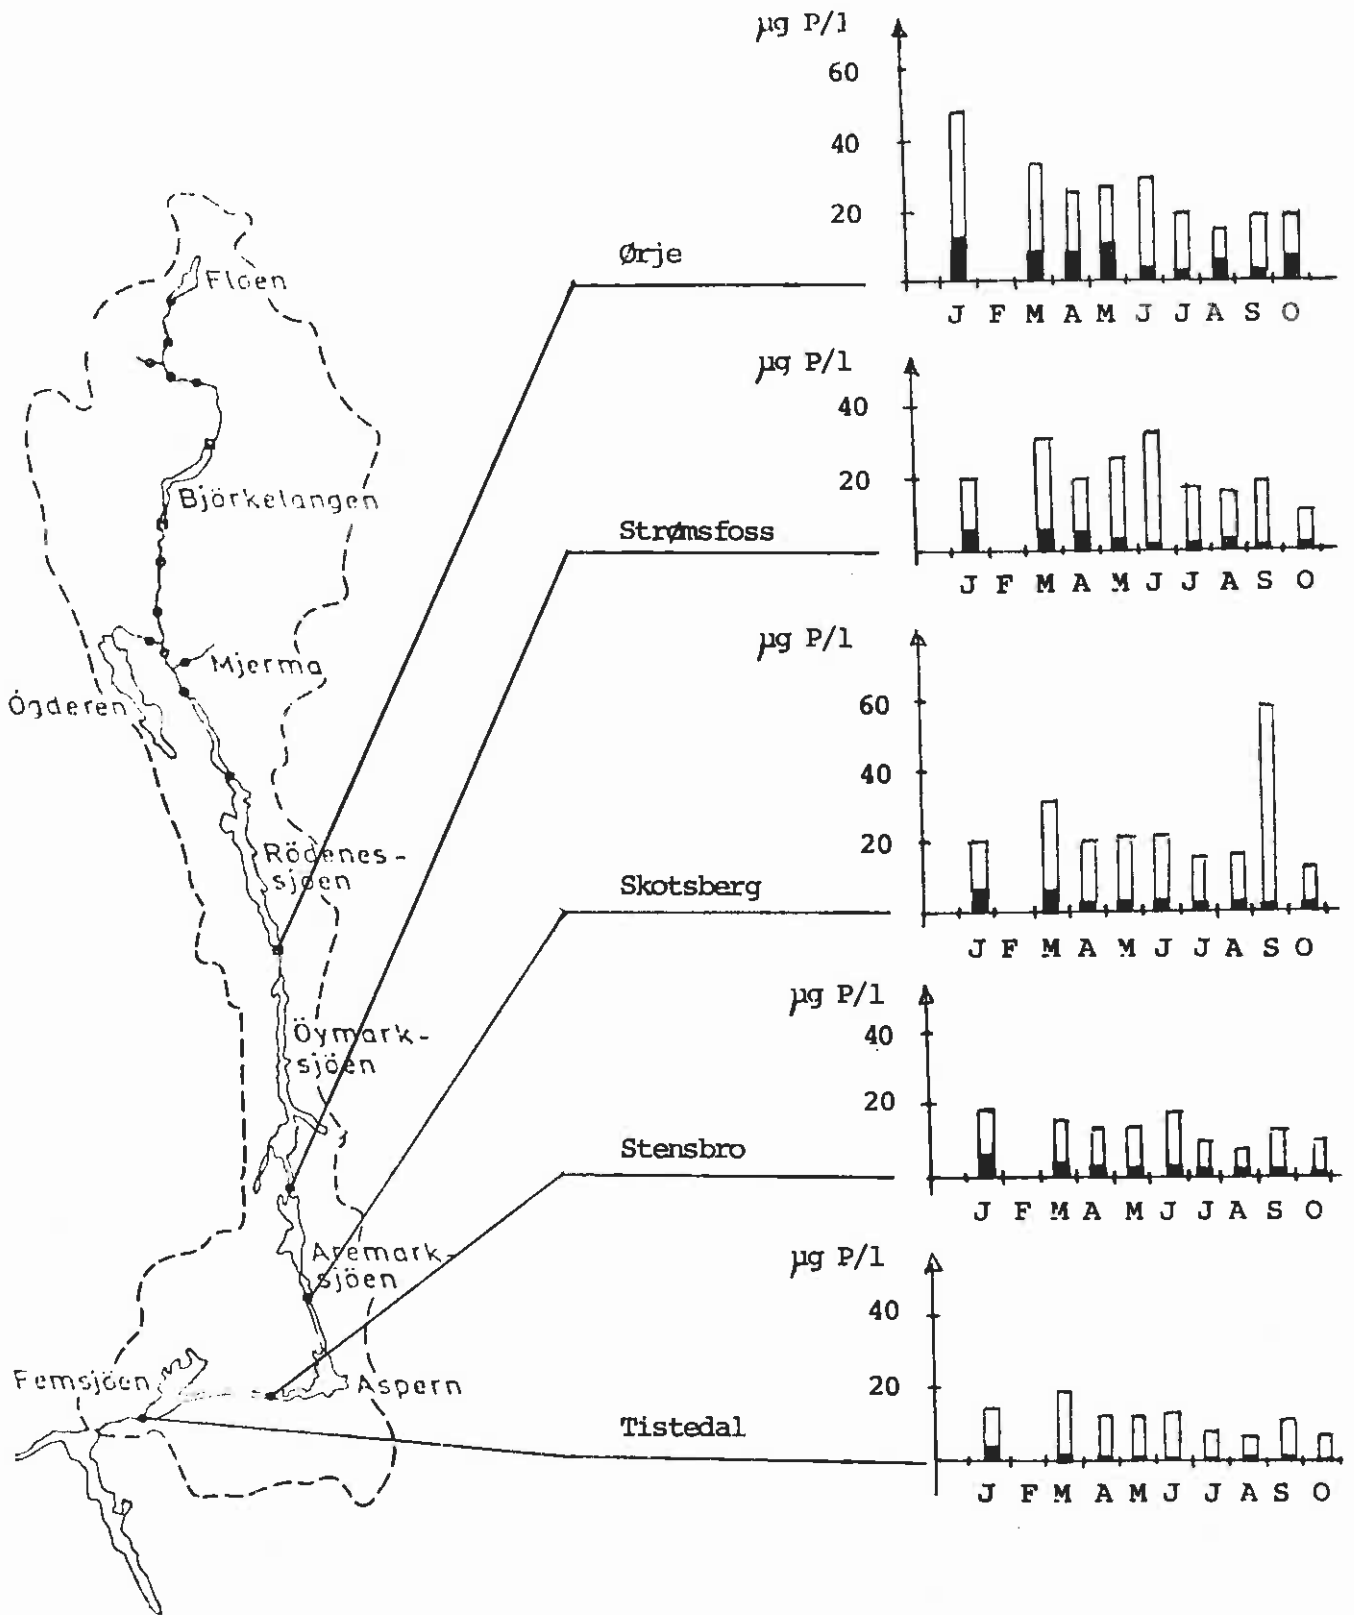 µg P/l
60
40
20
Ørje
J F M A M J J A S O
µg P/l
40
20
Strømsfoss
J F M A M J J A S O
µg P/l
60
40
20
Skotsberg
J F M A M J J A S O
µg P/l
40
20
Stensbro
J F M A M J J A S O
µg P/l
40
20
Tistedal
J F M A M J J A S O
Floen
Björkelangen
Mjerma
Ögderen
Rödenes-
sjöen
Öymark-
sjöen
Aremark-
sjöen
Femsjöen
Aspern